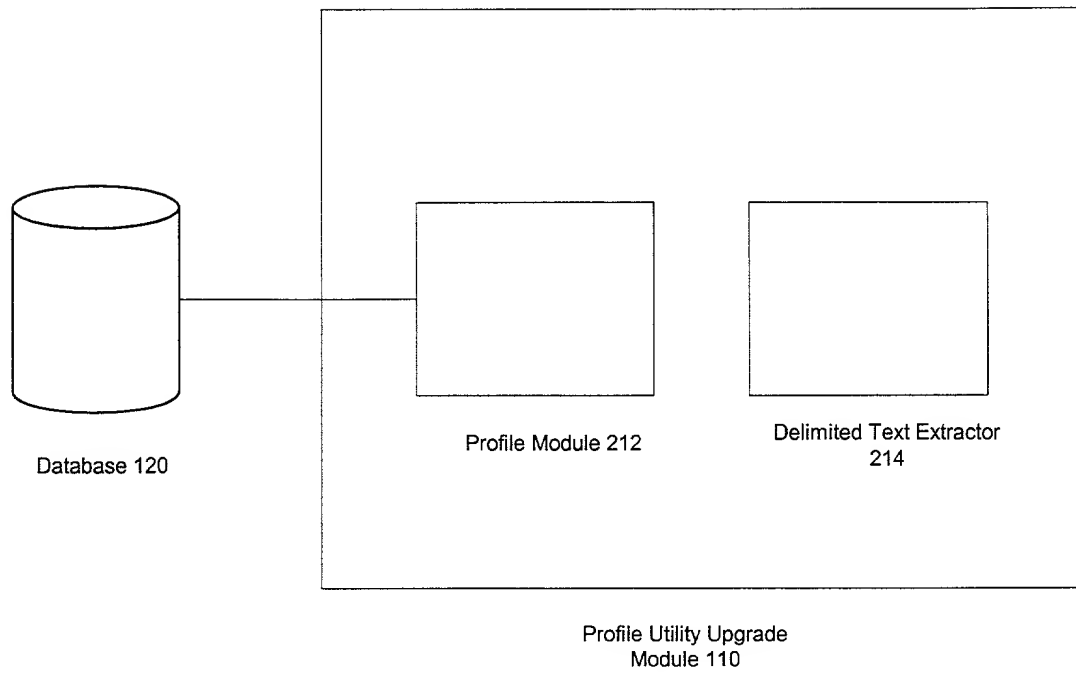 Database 120
Profile Module 212
Delimited Text Extractor
214
Profile Utility Upgrade
Module 110